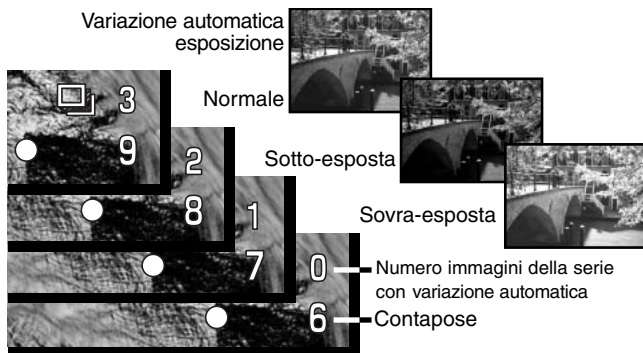 Variazione automatica
esposizione
Normale
3
9
Sotto-esposta
2
8
Sovra-esposta
1
7
0
Numero immagini della serie
con variazione automatica
6
Contapose